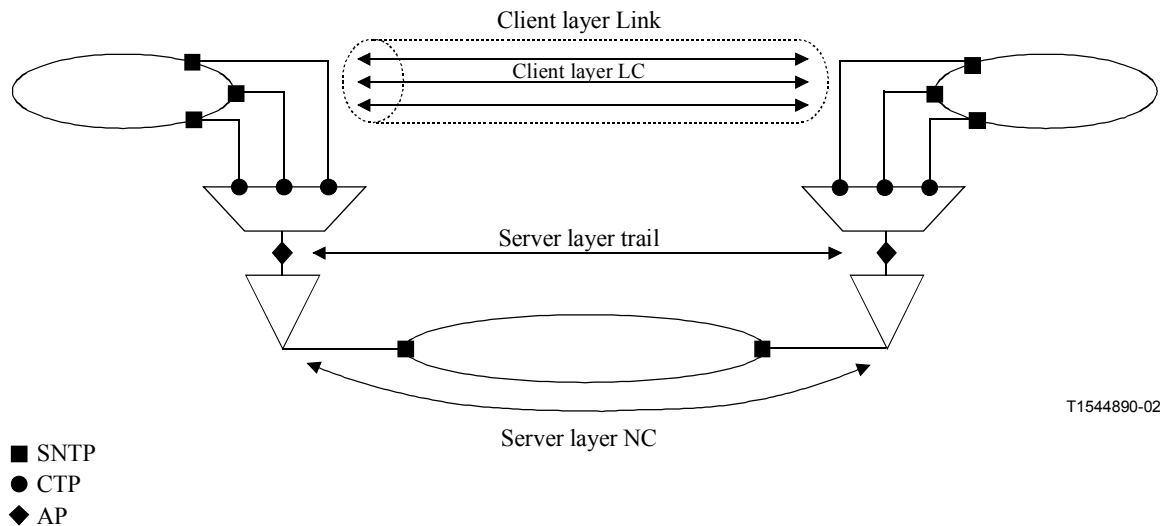 Client layer Link
Client layer LC
Server layer trail
T1544890-02
Server layer NC
SNTP
CTP
AP